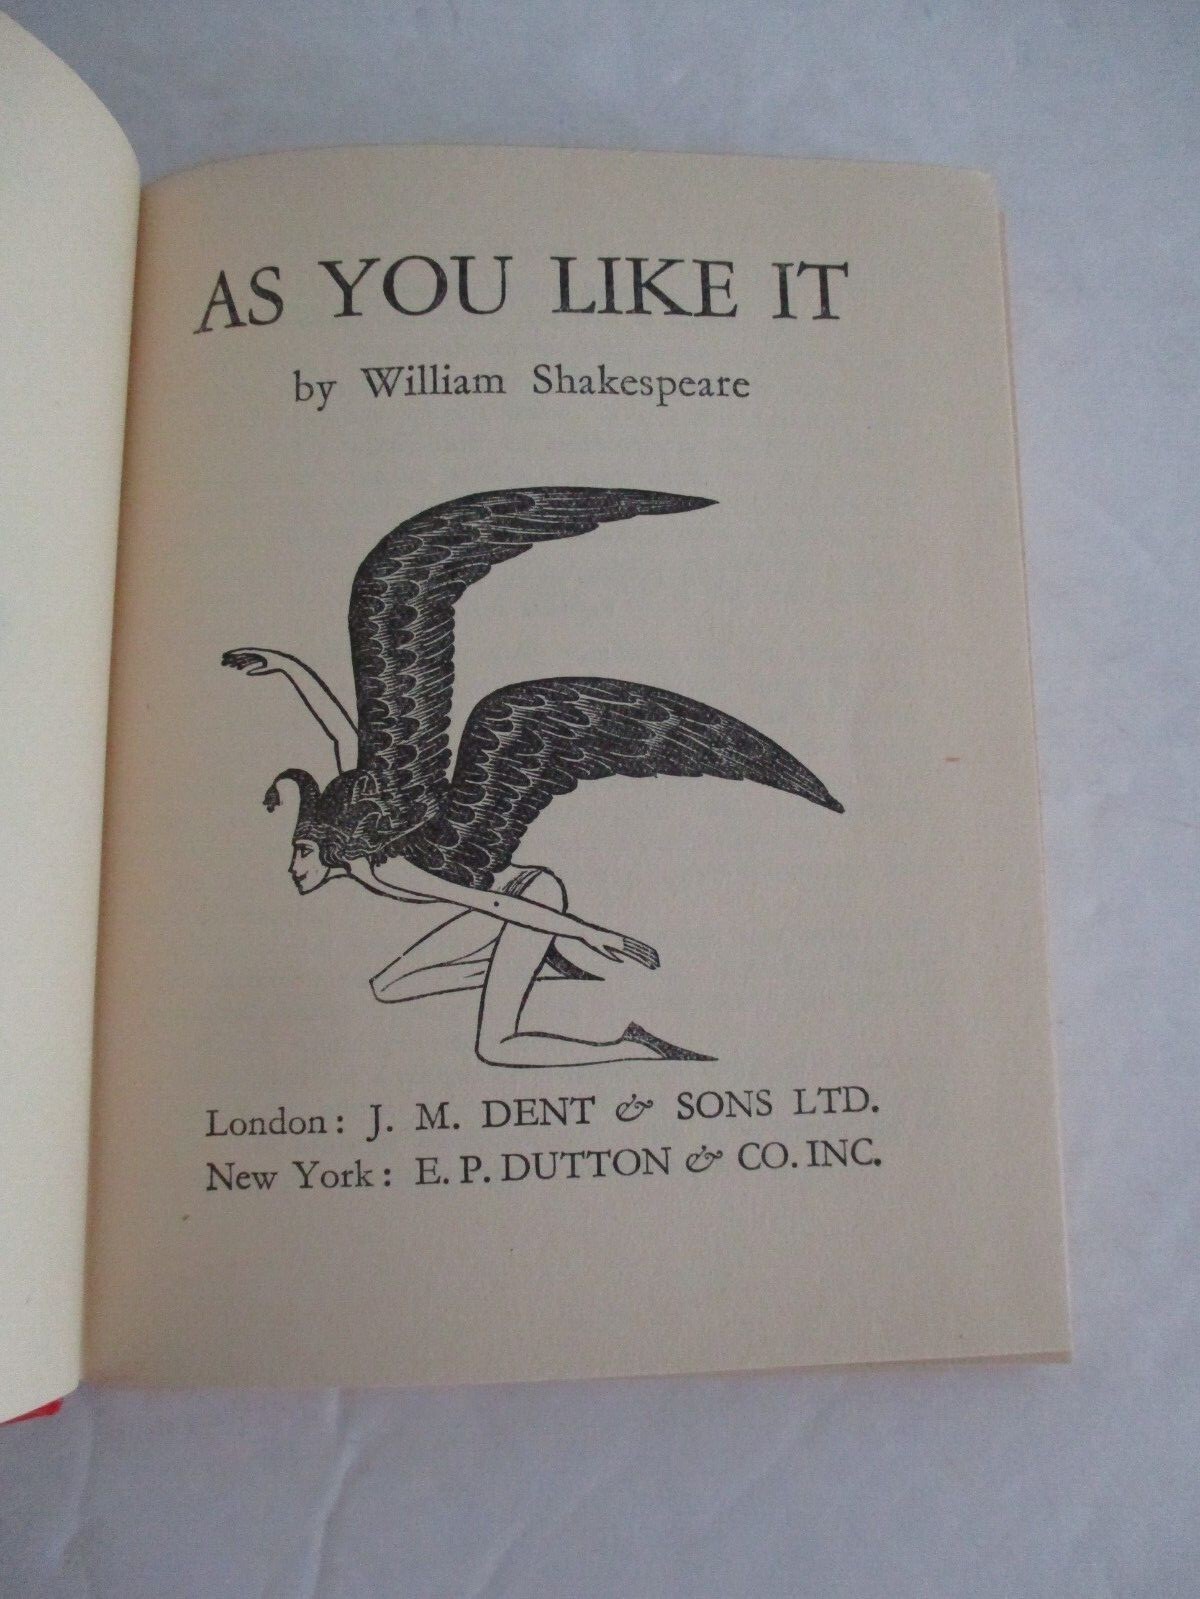 AS YOU LIKE IT
by William Shakespeare
London: J. M. DENT & SONS LTD.
New York: E. P. DUTTON & CO. INC.